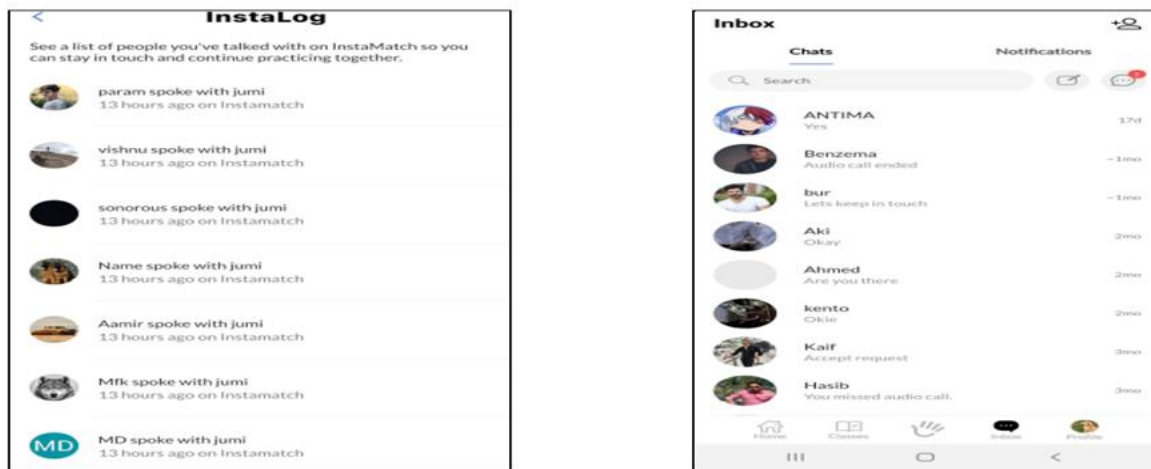 InstaLog
See a list of people you've talked with on InstaMatch so you
can stay in touch and continue practicing together.
param spoke with jumi
13 hours ago on Instamatch
vishnu spoke with jumi
13 hours ago on Instamatch
sonorous spoke with jumi
13 hours ago on Instamatch
Name spoke with jumi
13 hours ago on Instamatch
Aamir spoke with jumi
13 hours ago on Instamatch
Mfk spoke with jumi
13 hours ago on Instamatch
MD
MD spoke with jumi
13 hours ago on Instamatch
Inbox
Chats Notifications
Search
ANTIMA
Yes 17d
Benzema
Audio call ended ~1mo
bur
Lets keep in touch ~1mo
Aki
Okay 2mo
Ahmed
Are you there 2mo
kento
Okie 2mo
Kaif
Accept request 3mo
Hasib
You missed audio call. 3mo
Home Classes Inbox Profile